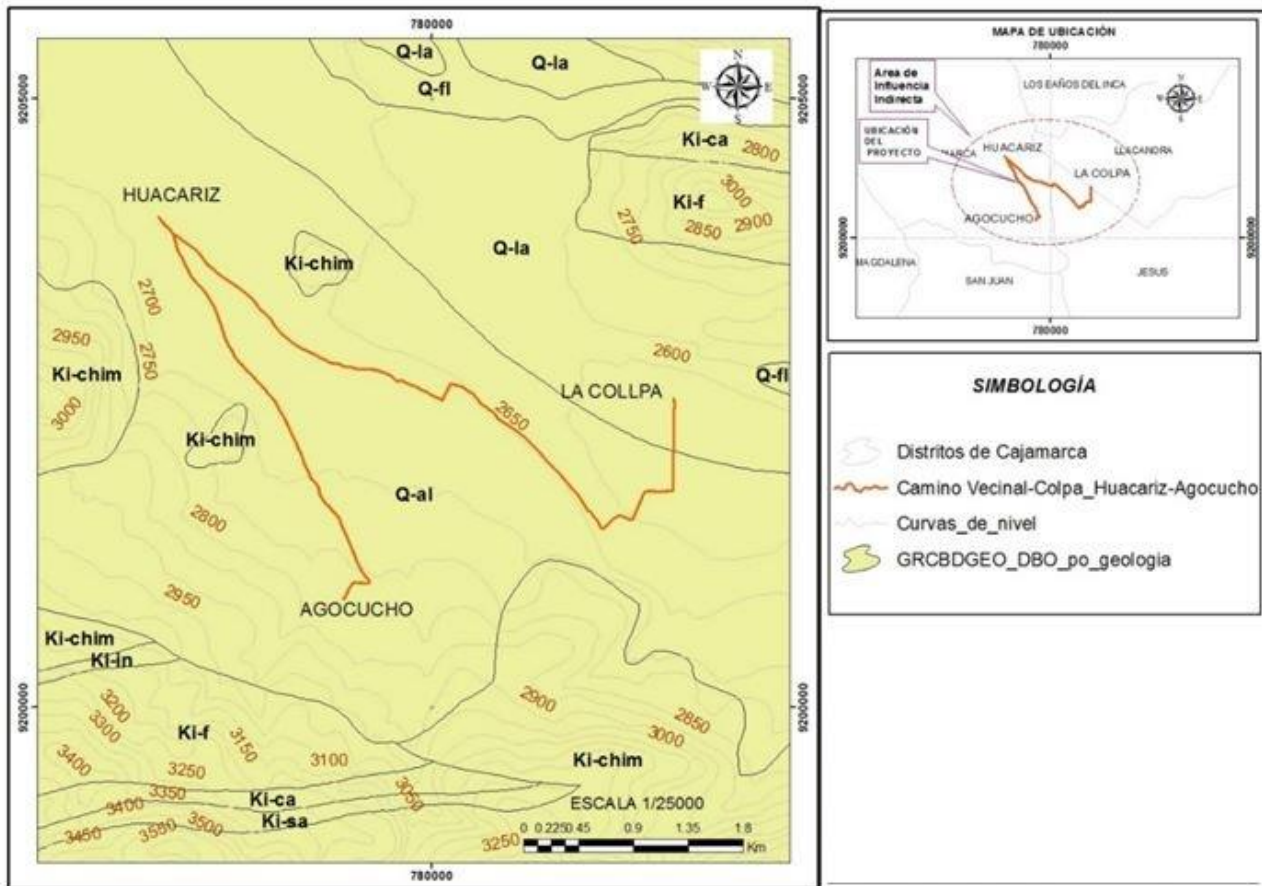 780000
9205000
Q-la
Q-la
Q-fl
N
W
E
S
Ki-ca
2800
3000
Ki-f
2750
2850
2900
HUACARIZ
Q-la
Ki-chim
2700
2950
2750
Ki-chim
3000
2600
Q-fl
LA COLLPA
2650
Ki-chim
Q-al
2800
2950
AGOCUCHO
Ki-chim
Ki-in
9200000
3200
3300
Ki-f
3150
3400
3250
3100
2900
2850
3000
Ki-chim
3350
3400
Ki-ca
3050
Ki-sa
3450
3550
3500
3250
ESCALA 1/25000
0 0.225 0.45 0.9 1.35 1.8
Km
780000
9200000
MAPA DE UBICACIÓN
780000
Area de
Influencia
Indirecta
LOS BAÑOS DEL INCA
W
E
UBICACIÓN
DEL
PROYECTO
MARCA
HUACARIZ
LLACANORA
LA COLPA
AGOCUCHO
9200000
9200000
MAGDALENA
SAN JUAN
JESUS
780000
SIMBOLOGÍA
Distritos de Cajamarca
Camino Vecinal-Colpa_Huacariz-Agocucho
Curvas_de_nivel
GRCBDGEO_DBO_po_geologia